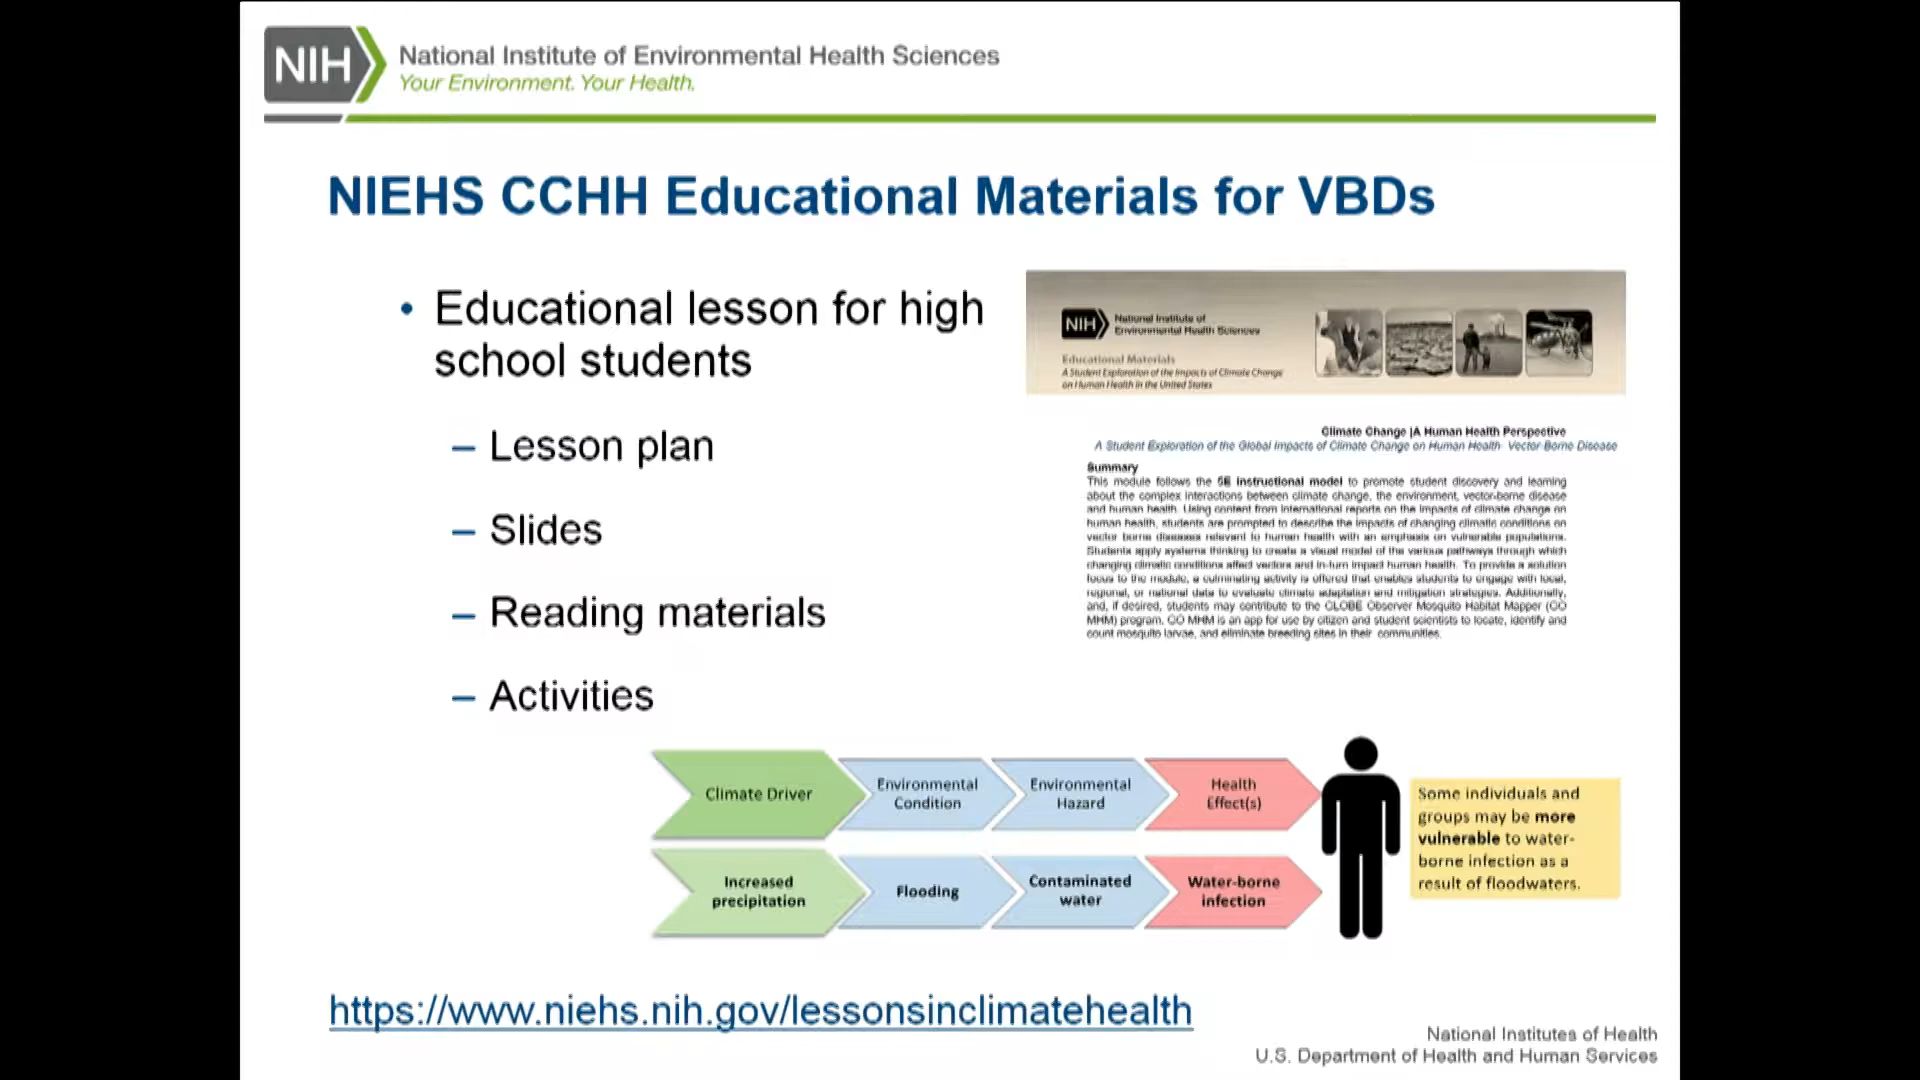 NIH
National Institute of Environmental Health Sciences
Your Environment. Your Health.
NIEHS CCHH Educational Materials for VBDs
• Educational lesson for high
school students
– Lesson plan
– Slides
– Reading materials
– Activities
NIH
National Institute of
Environmental Health Sciences
Educational Materials
A Student Exploration of the Impacts of Climate Change
on Human Health in the United States
Climate Change |A Human Health Perspective
A Student Exploration of the Global Impacts of Climate Change on Human Health Vector-Borne Disease
Summary
This module follows the 5E instructional model to promote student discovery and learning
about the complex interactions between climate change, the environment, vector-borne disease
and human health. Using content from international reports on the impacts of climate change on
human health, students are prompted to describe the impacts of changing climatic conditions on
vector borne diseases relevant to human health with an emphasis on vulnerable populations.
Students apply systems thinking to create a visual model of the various pathways through which
changing climatic conditions affect vectors and in-turn impact human health. To provide a solution
focus to the module, a culminating activity is offered that enables students to engage with local,
regional, or national data to evaluate climate adaptation and mitigation strategies. Additionally,
and, if desired, students may contribute to the GLOBE Observer Mosquito Habitat Mapper (GO
MHM) program. GO MHM is an app for use by citizen and student scientists to locate, identify and
count mosquito larvae, and eliminate breeding sites in their communities.
Climate Driver
Environmental
Condition
Environmental
Hazard
Health
Effect(s)
Increased
precipitation
Flooding
Contaminated
water
Water-borne
infection
Some individuals and
groups may be more
vulnerable to water-
borne infection as a
result of floodwaters.
https://www.niehs.nih.gov/lessonsinclimatehealth
National Institutes of Health
U.S. Department of Health and Human Services